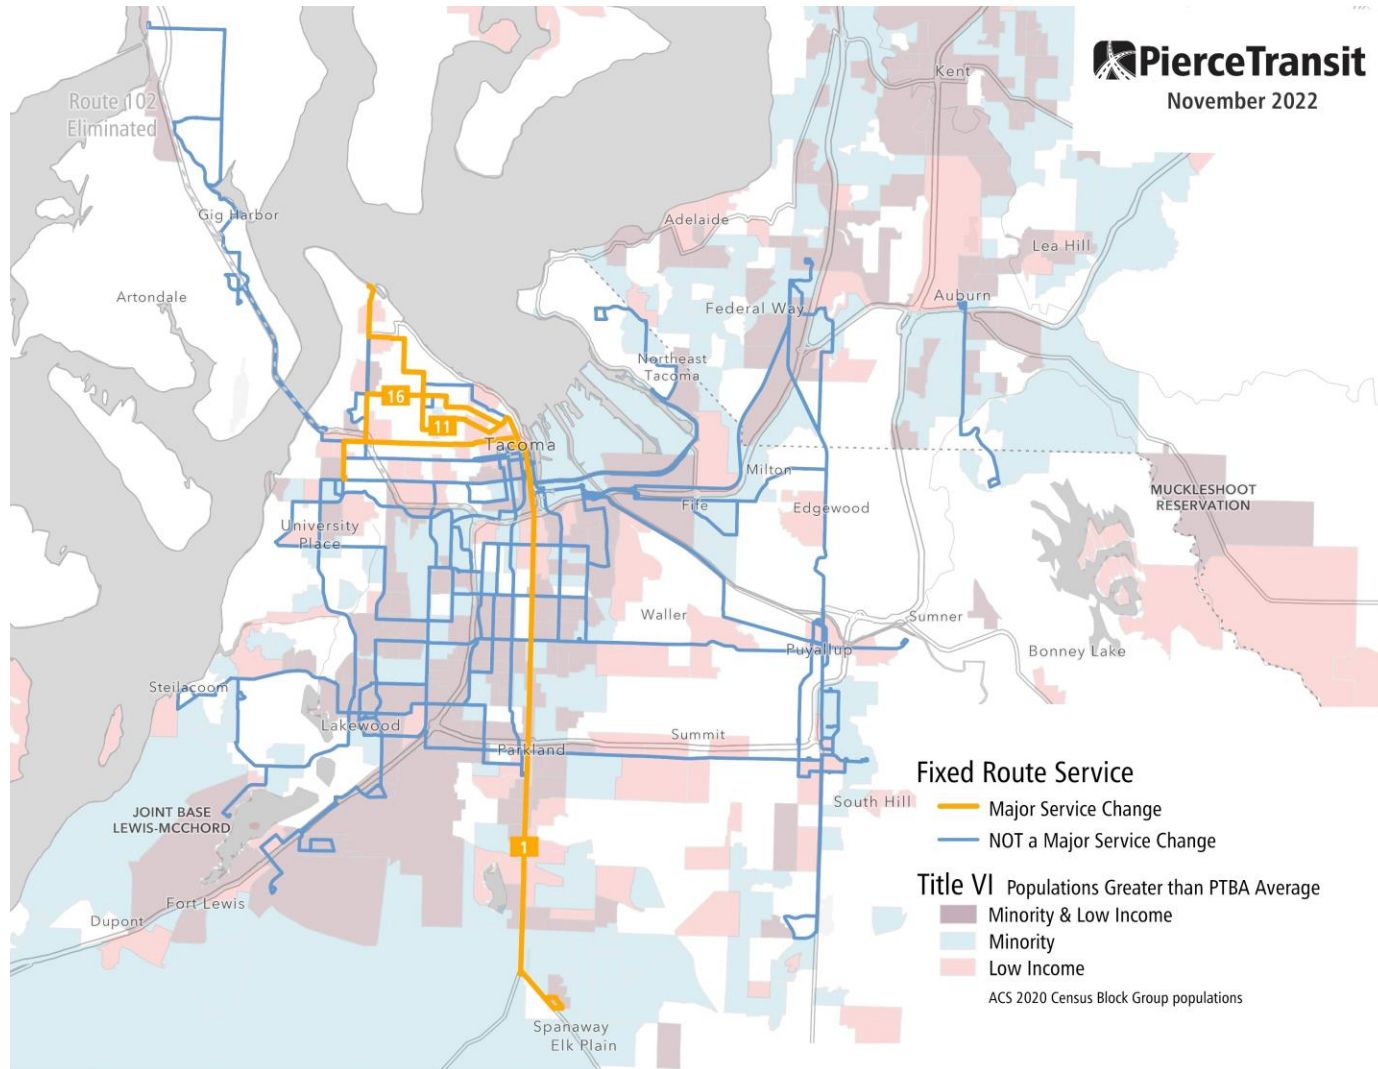 PierceTransit
November 2022
Kent
Route 102
Eliminated
Gig Harbor
Adelaide
Lea Hill
Artondale
Federal Way
Auburn
Northeast
Tacoma
16
11
Tacoma
Milton
MUCKLESHOOT
RESERVATION
Fife
Edgewood
University
Place
Waller
Sumner
Puyallup
Bonney Lake
Steilacoom
Lakewood
Summit
Parkland
South Hill
JOINT BASE
LEWIS-MCCHORD
1
Fort Lewis
Dupont
Spanaway
Elk Plain
Fixed Route Service
Major Service Change
NOT a Major Service Change
Title VI Populations Greater than PTBA Average
Minority & Low Income
Minority
Low Income
ACS 2020 Census Block Group populations